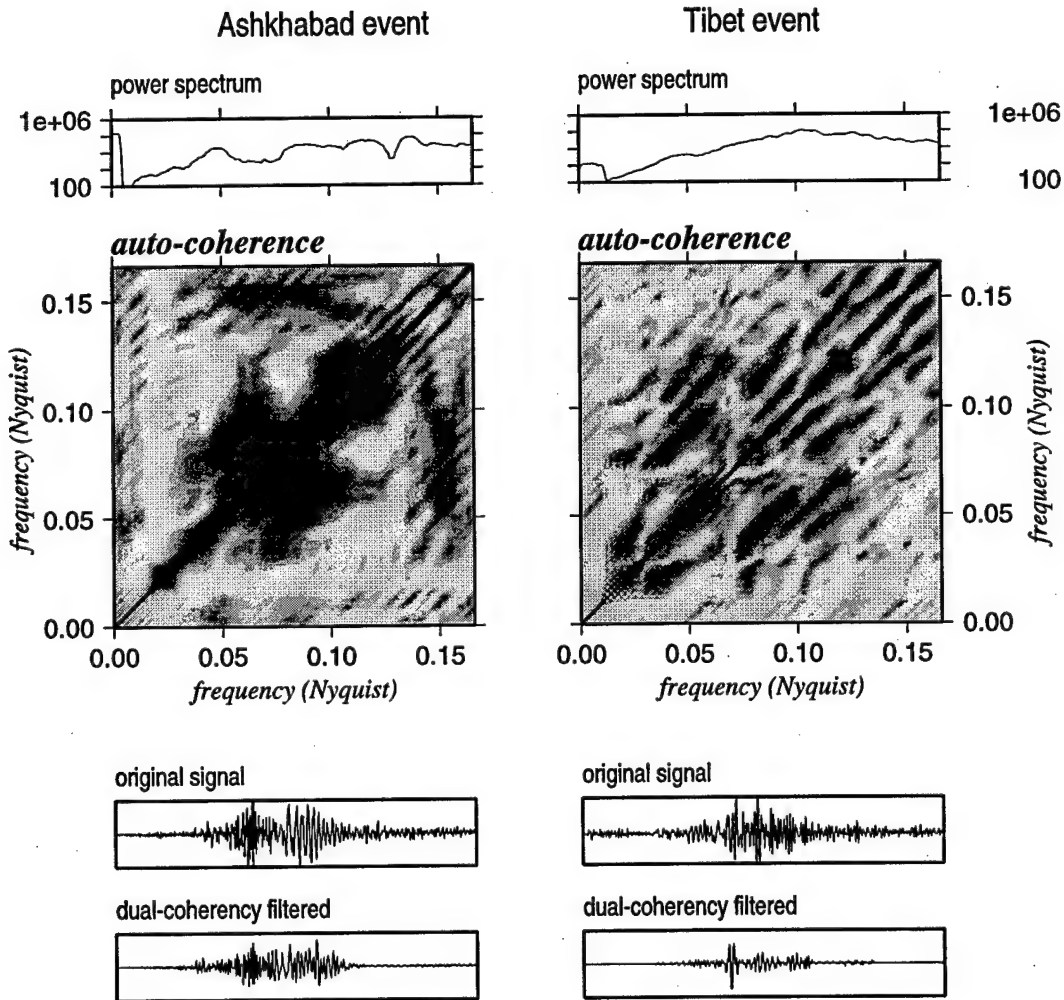 Ashkhabad event
Tibet event
power spectrum
1e+06
100
power spectrum
1e+06
100
auto-coherence
0.15
0.10
0.05
0.00
frequency (Nyquist)
0.00 0.05 0.10 0.15
frequency (Nyquist)
auto-coherence
0.15
0.10
0.05
0.00
frequency (Nyquist)
0.00 0.05 0.10 0.15
frequency (Nyquist)
original signal
original signal
dual-coherency filtered
dual-coherency filtered